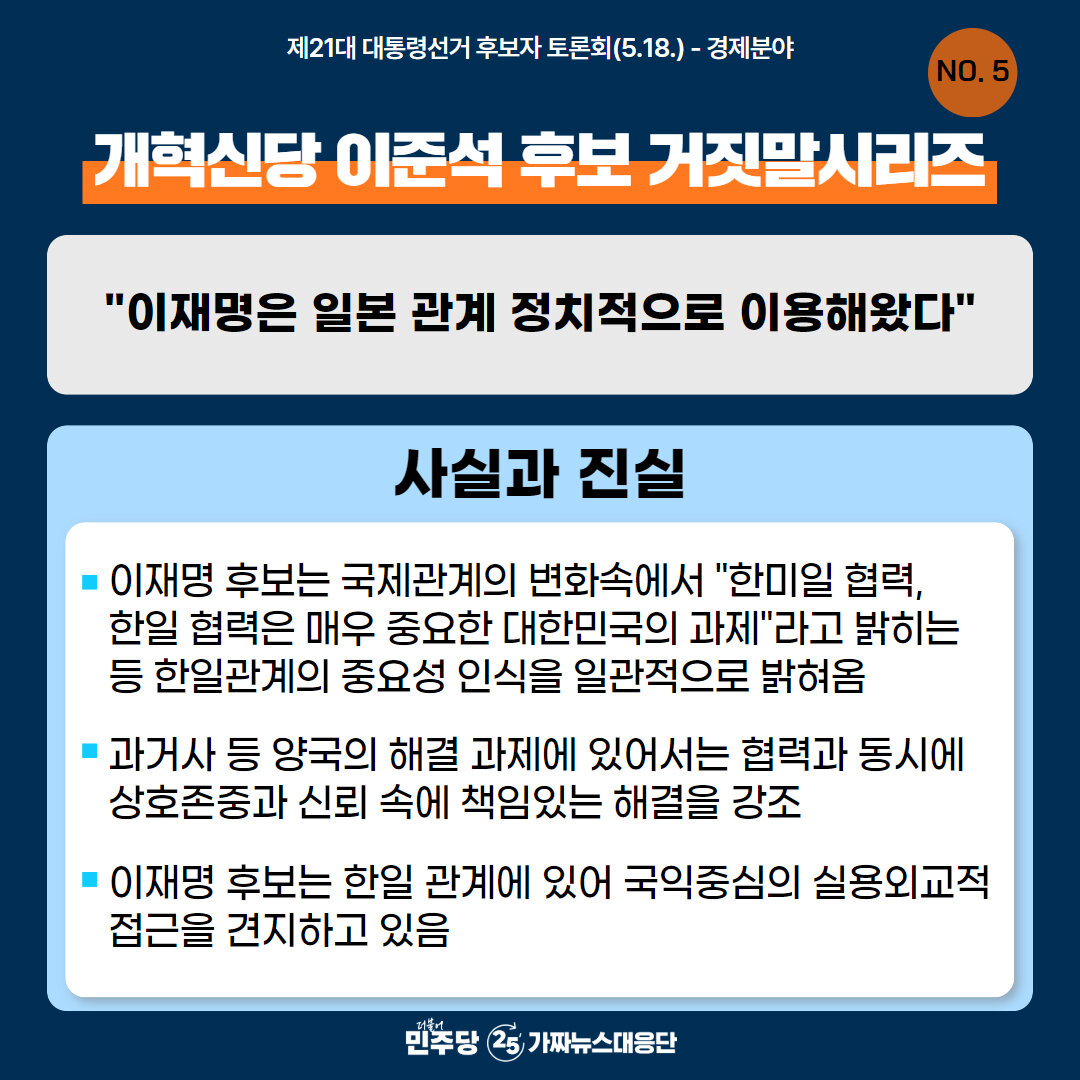 제21대 대통령선거 후보자 토론회(5.18.) - 경제분야
NO. 5
개혁신당 이준석 후보 거짓말시리즈
"이재명은 일본 관계 정치적으로 이용해왔다"
사실과 진실
이재명 후보는 국제관계의 변화속에서 "한미일 협력,
한일 협력은 매우 중요한 대한민국의 과제"라고 밝히는
등 한일관계의 중요성 인식을 일관적으로 밝혀옴
과거사 등 양국의 해결 과제에 있어서는 협력과 동시에
상호존중과 신뢰 속에 책임있는 해결을 강조
이재명 후보는 한일 관계에 있어 국익중심의 실용외교적
접근을 견지하고 있음
더불어
민주당 25 가짜뉴스대응단